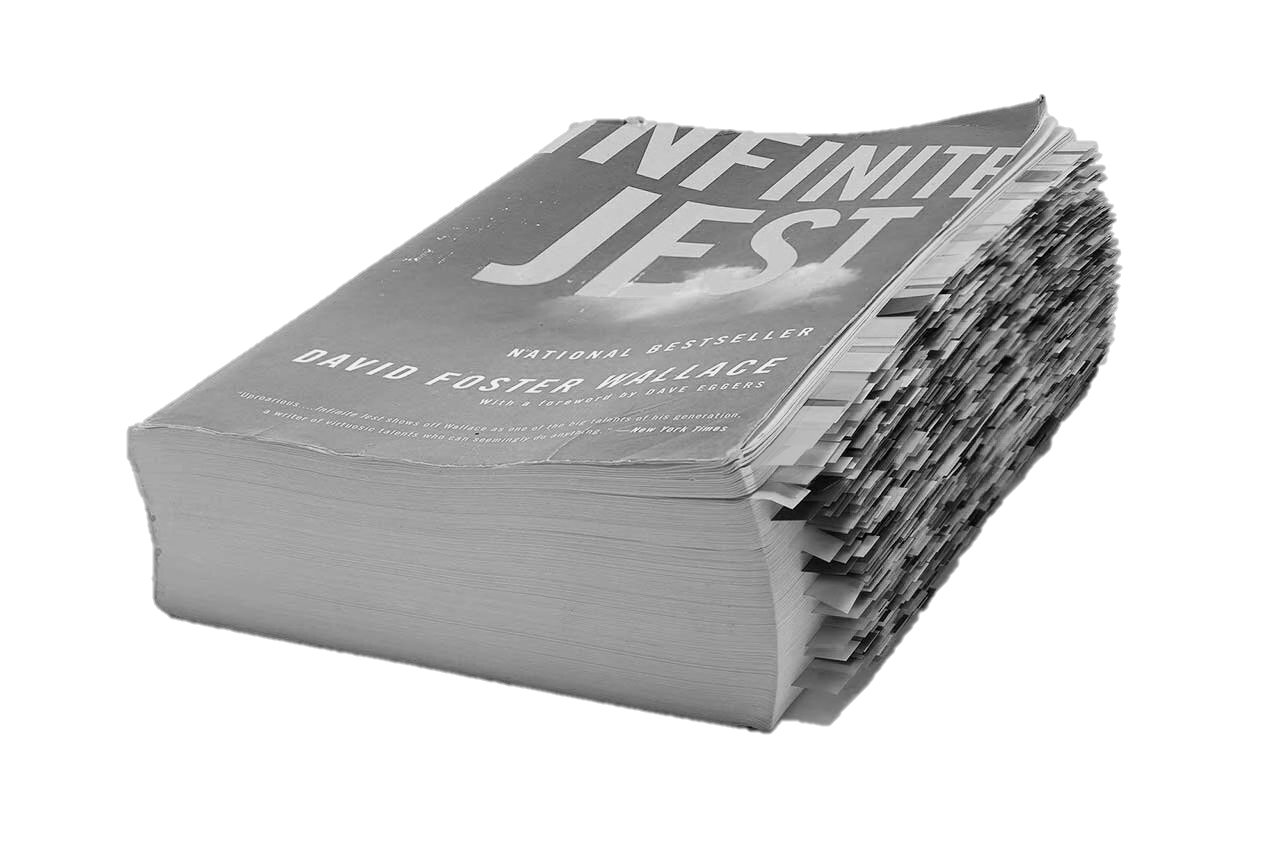 INFINITE
JEST
NATIONAL BESTSELLER
DAVID FOSTER WALLACE
With a foreword by DAVE EGGERS
"Uproarious....Infinite Jest shows off Wallace as one of the big talents of his generation,
a writer of virtuosic talents who can seemingly do anything." —New York Times